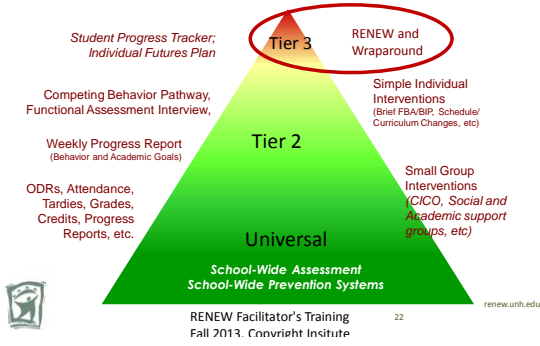 Student Progress Tracker;
Individual Futures Plan
Tier 3
RENEW and
Wraparound
Competing Behavior Pathway,
Functional Assessment Interview,
Simple Individual
Interventions
(Brief FBA/BIP, Schedule/
Curriculum Changes, etc)
Weekly Progress Report
(Behavior and Academic Goals)
Tier 2
ODRs, Attendance,
Tardies, Grades,
Credits, Progress
Reports, etc.
Small Group
Interventions
(CICO, Social and
Academic support
groups, etc)
Universal
School-Wide Assessment
School-Wide Prevention Systems
RENEW Facilitator's Training
Fall 2013, Copyright Insitute
22
renew.unh.edu